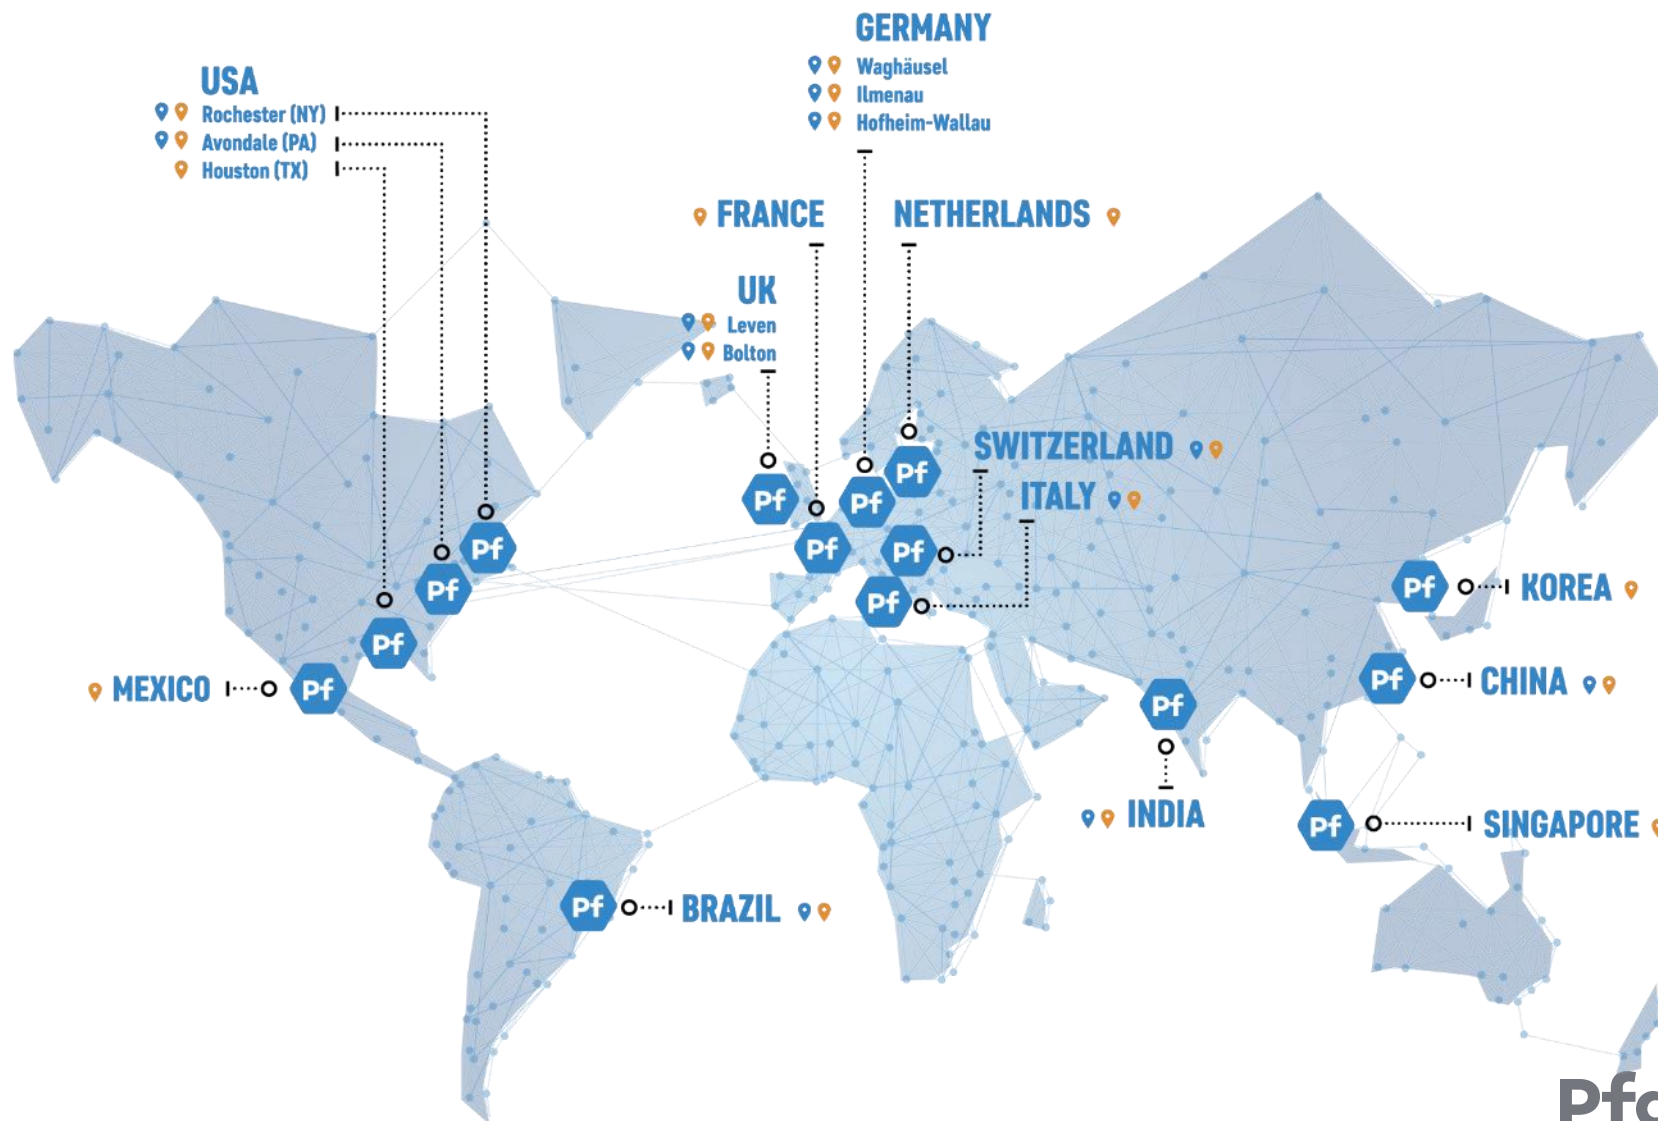 GERMANY
Waghäusel
Ilmenau
Hofheim-Wallau
USA
Rochester (NY)
Avondale (PA)
Houston (TX)
FRANCE
NETHERLANDS
UK
Leven
Bolton
SWITZERLAND
ITALY
Pf
Pf
Pf
Pf
Pf
Pf
Pf
Pf
Pf
Pf
KOREA
MEXICO
Pf
Pf
CHINA
Pf
INDIA
Pf
SINGAPORE
Pf
BRAZIL